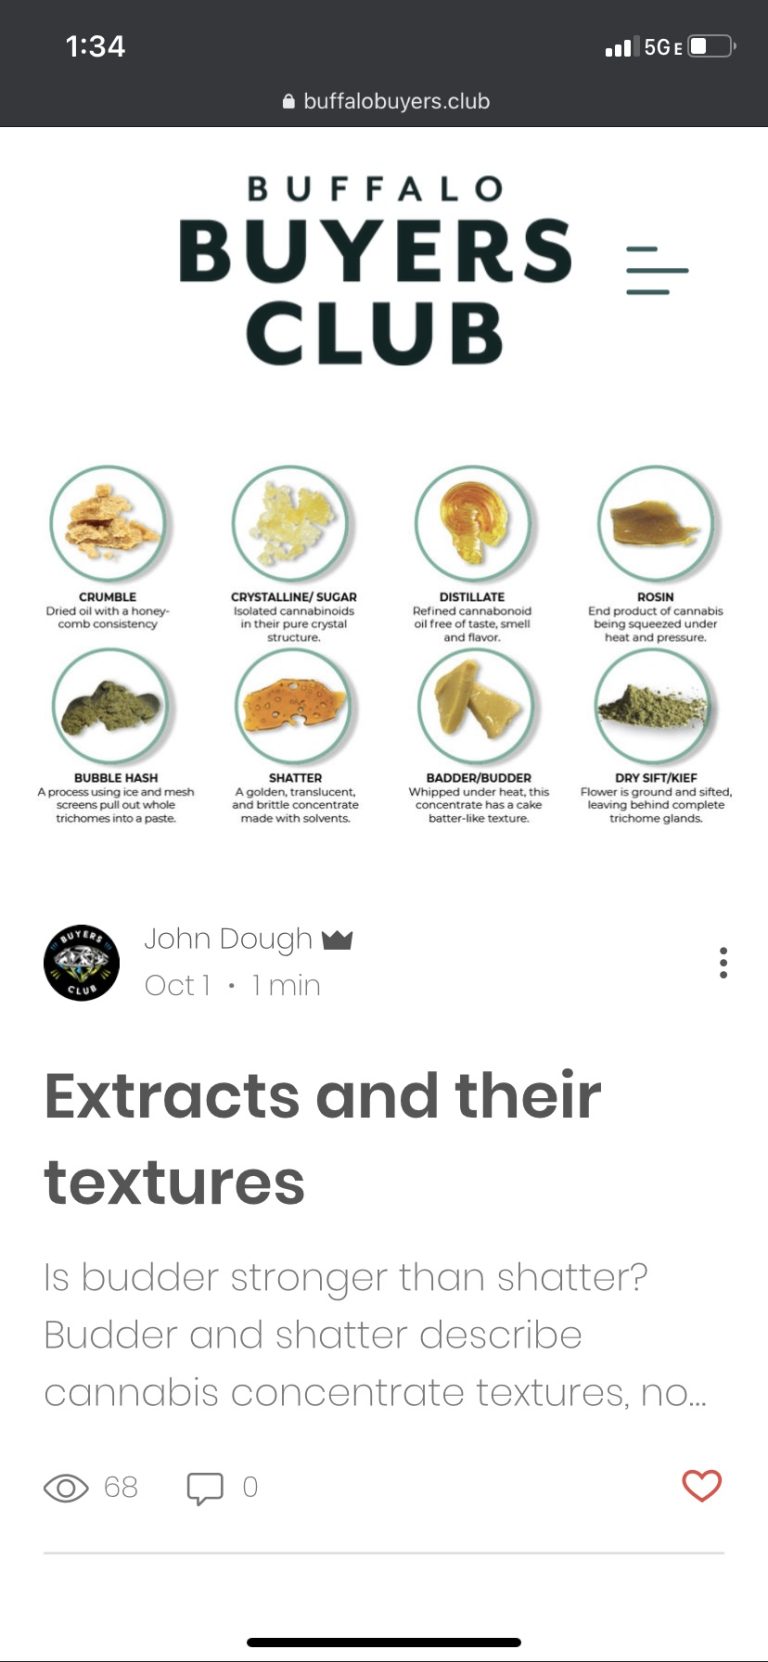 1:34
5GE
buffalobuyers.club
BUFFALO
BUYERS
CLUB
CRUMBLE
Dried oil with a honey-
comb consistency
CRYSTALLINE/ SUGAR
Isolated cannabinoids
in their pure crystal
structure.
DISTILLATE
Refined cannabonoid
oil free of taste, smell
and flavor.
ROSIN
End product of cannabis
being squeezed under
heat and pressure.
BUBBLE HASH
A process using ice and mesh
screens pull out whole
trichomes into a paste.
SHATTER
A golden, translucent,
and brittle concentrate
made with solvents.
BADDER/BUDDER
Whipped under heat, this
concentrate has a cake
batter-like texture.
DRY SIFT/KIEF
Flower is ground and sifted,
leaving behind complete
trichome glands.
BUYERS
CLUB
John Dough
Oct 1 • 1 min
Extracts and their
textures
Is budder stronger than shatter?
Budder and shatter describe
cannabis concentrate textures, no...
68 0